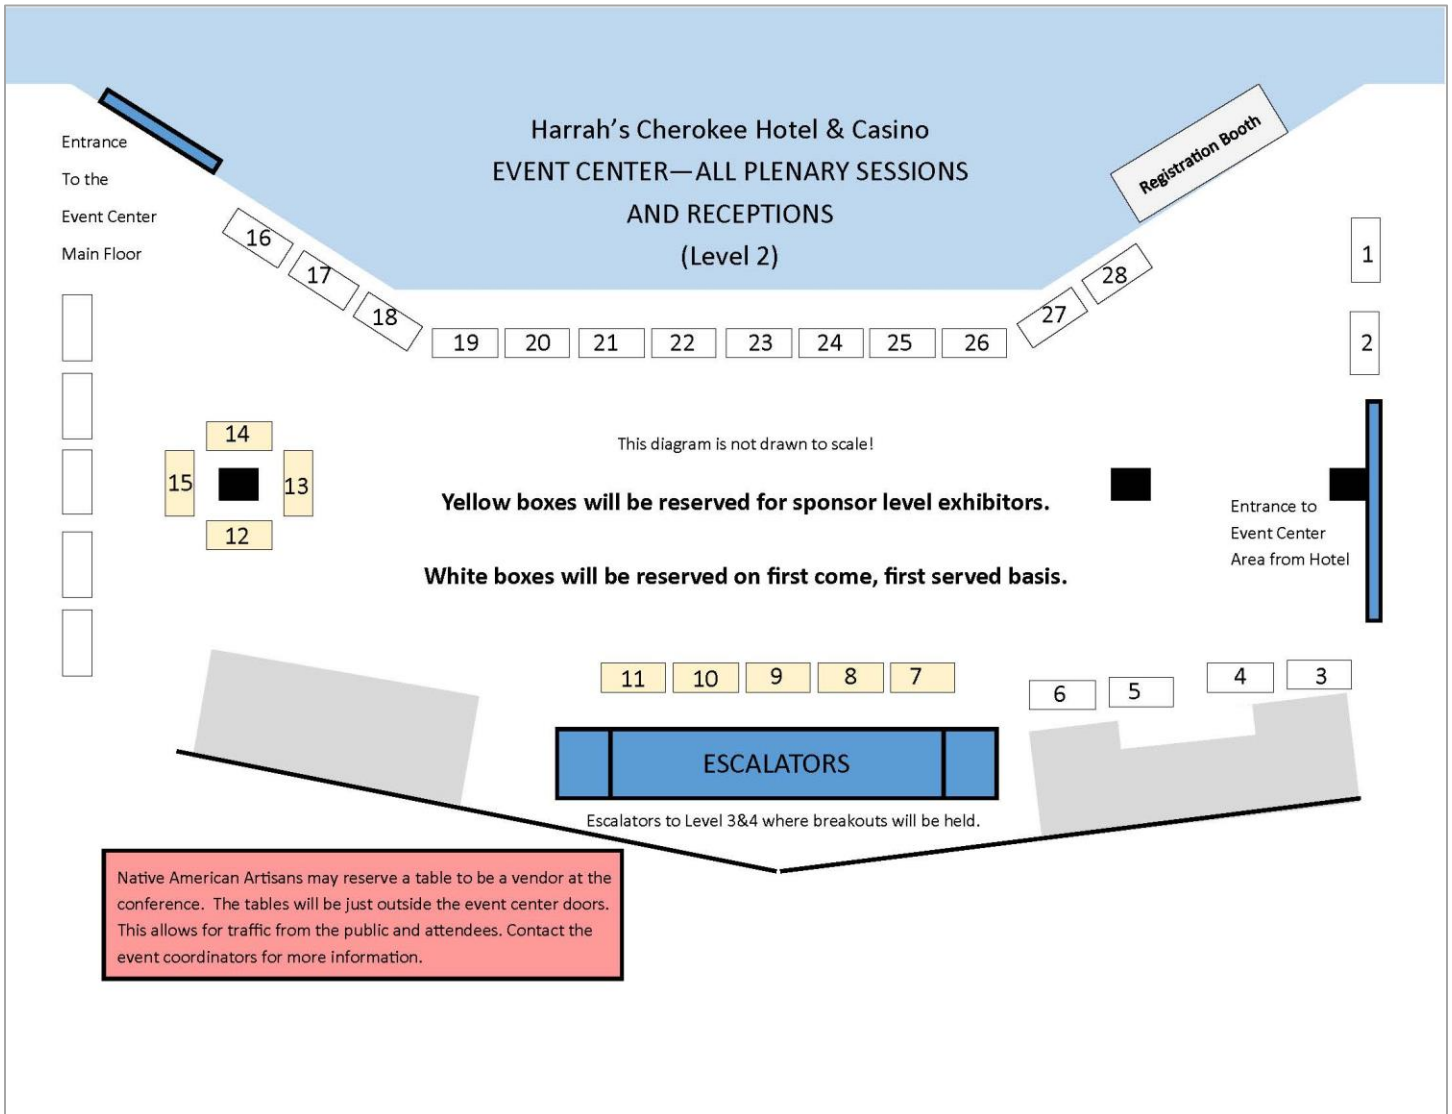 Harrah's Cherokee Hotel & Casino
EVENT CENTER—ALL PLENARY SESSIONS
AND RECEPTIONS
(Level 2)
Registration Booth
Entrance
To the
Event Center
Main Floor
16
17
18
19
20
21
22
23
24
25
26
27
28
1
2
14
15
13
12
This diagram is not drawn to scale!
Yellow boxes will be reserved for sponsor level exhibitors.
White boxes will be reserved on first come, first served basis.
Entrance to
Event Center
Area from Hotel
11
10
9
8
7
6
5
4
3
ESCALATORS
Escalators to Level 3&4 where breakouts will be held.
Native American Artisans may reserve a table to be a vendor at the
conference.  The tables will be just outside the event center doors.
This allows for traffic from the public and attendees. Contact the
event coordinators for more information.